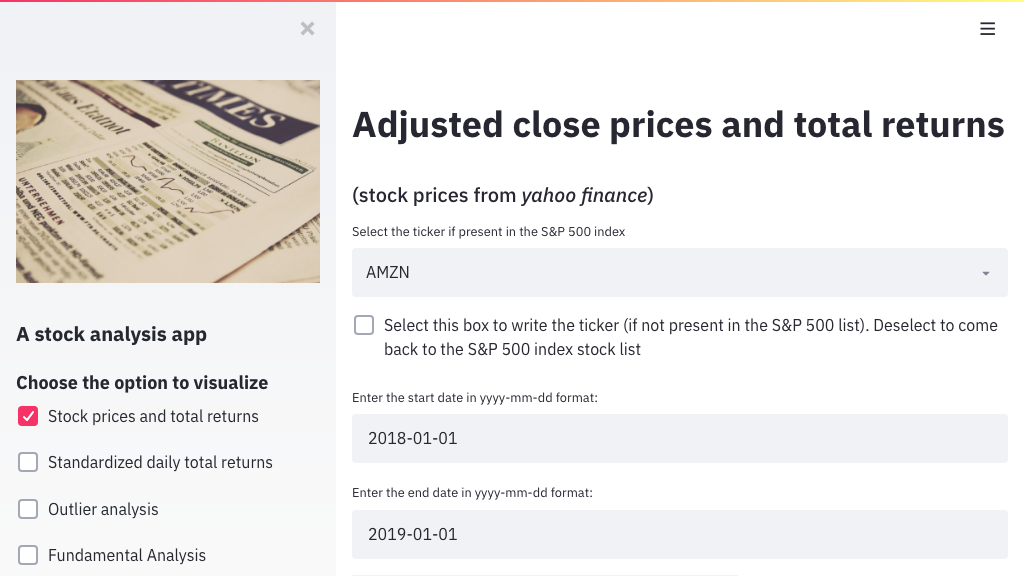 TIMES
UNTERNEHMEN
A stock analysis app
Choose the option to visualize
Stock prices and total returns
Standardized daily total returns
Outlier analysis
Fundamental Analysis
Adjusted close prices and total returns
(stock prices from yahoo finance)
Select the ticker if present in the S&P 500 index
AMZN
Select this box to write the ticker (if not present in the S&P 500 list). Deselect to come
back to the S&P 500 index stock list
Enter the start date in yyyy-mm-dd format:
2018-01-01
Enter the end date in yyyy-mm-dd format:
2019-01-01